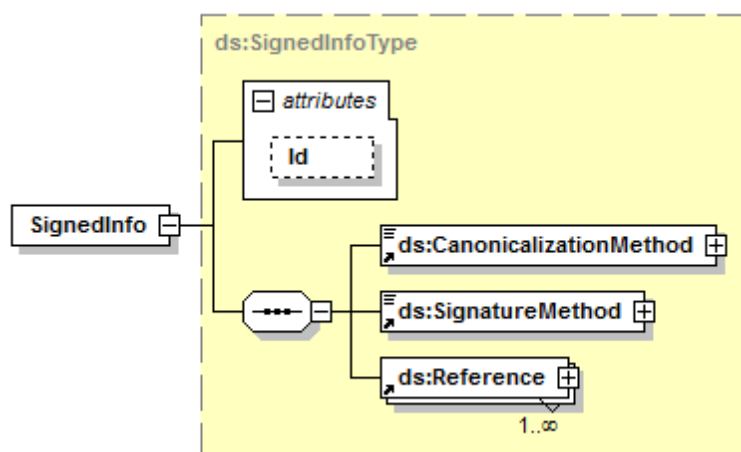 ds:SignedInfoType
attributes
Id
SignedInfo
ds:CanonicalizationMethod
ds:SignatureMethod
ds:Reference
1..∞